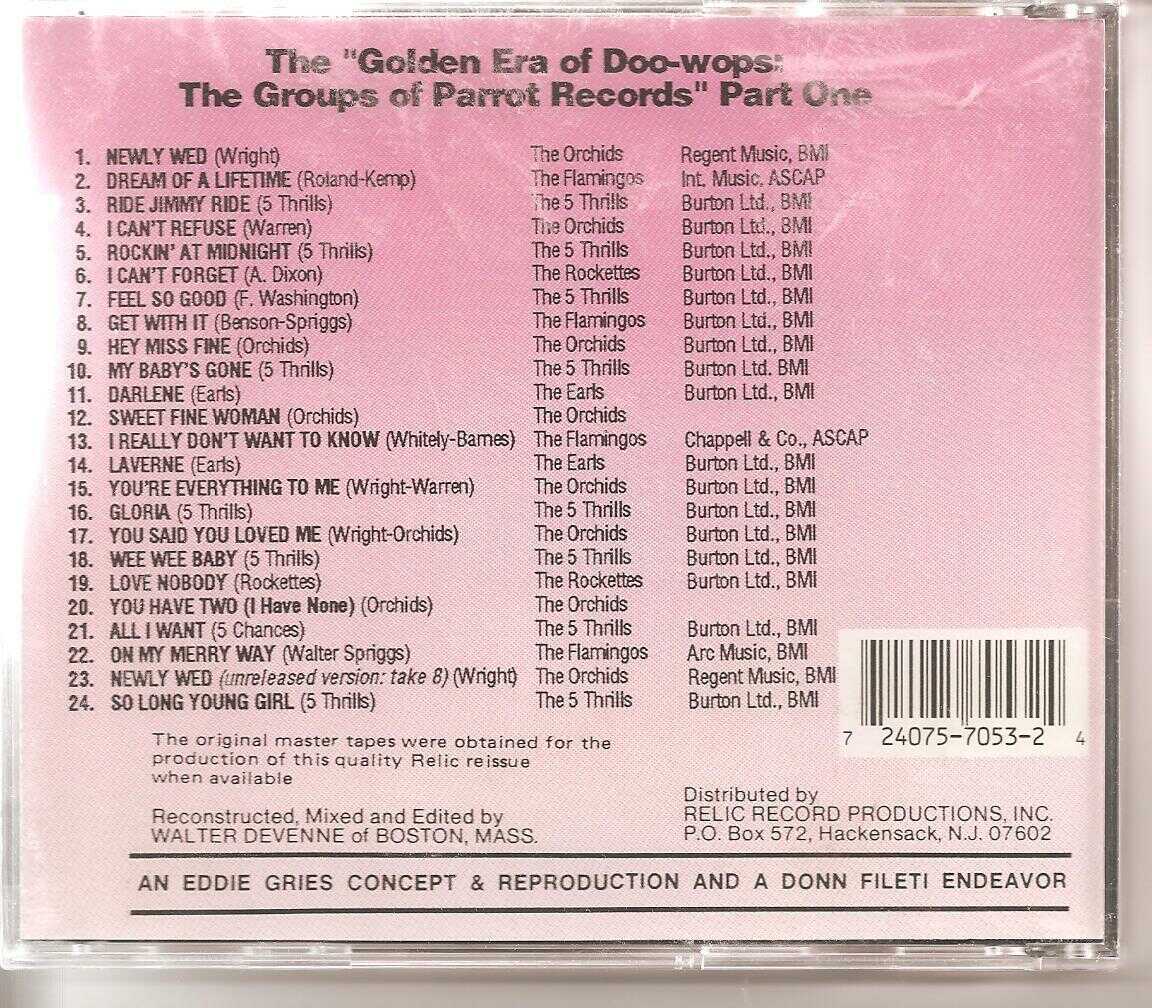 The "Golden Era of Doo-wops:
The Groups of Parrot Records" Part One
1. NEWLY WED (Wright) The Orchids Regent Music, BMI
2. DREAM OF A LIFETIME (Roland-Kemp) The Flamingos Int. Music, ASCAP
3. RIDE JIMMY RIDE (5 Thrills) The 5 Thrills Burton Ltd., BMI
4. I CAN'T REFUSE (Warren) The Orchids Burton Ltd., BMI
5. ROCKIN' AT MIDNIGHT (5 Thrills) The 5 Thrills Burton Ltd., BMI
6. I CAN'T FORGET (A. Dixon) The Rockettes Burton Ltd., BMI
7. FEEL SO GOOD (F. Washington) The 5 Thrills Burton Ltd., BMI
8. GET WITH IT (Benson-Spriggs) The Flamingos Burton Ltd., BMI
9. HEY MISS FINE (Orchids) The Orchids Burton Ltd., BMI
10. MY BABY'S GONE (5 Thrills) The 5 Thrills Burton Ltd. BMI
11. DARLENE (Earls) The Earls Burton Ltd., BMI
12. SWEET FINE WOMAN (Orchids) The Orchids
13. I REALLY DON'T WANT TO KNOW (Whitely-Barnes) The Flamingos Chappell & Co., ASCAP
14. LAVERNE (Earls) The Earls Burton Ltd., BMI
15. YOU'RE EVERYTHING TO ME (Wright-Warren) The Orchids Burton Ltd., BMI
16. GLORIA (5 Thrills) The 5 Thrills Burton Ltd., BMI
17. YOU SAID YOU LOVED ME (Wright-Orchids) The Orchids Burton Ltd., BMI
18. WEE WEE BABY (5 Thrills) The 5 Thrills Burton Ltd., BMI
19. LOVE NOBODY (Rockettes) The Rockettes Burton Ltd., BMI
20. YOU HAVE TWO (I Have None) (Orchids) The Orchids
21. ALL I WANT (5 Chances) The 5 Thrills Burton Ltd., BMI
22. ON MY MERRY WAY (Walter Spriggs) The Flamingos Arc Music, BMI
23. NEWLY WED (unreleased version: take 8) (Wright) The Orchids Regent Music, BMI
24. SO LONG YOUNG GIRL (5 Thrills) The 5 Thrills Burton Ltd., BMI
7 24075-7053-2 4
The original master tapes were obtained for the
production of this quality Relic reissue
when available
Reconstructed, Mixed and Edited by
WALTER DEVENNE of BOSTON, MASS.
Distributed by
RELIC RECORD PRODUCTIONS, INC.
P.O. Box 572, Hackensack, N.J. 07602
AN EDDIE GRIES CONCEPT & REPRODUCTION AND A DONN FILETI ENDEAVOR